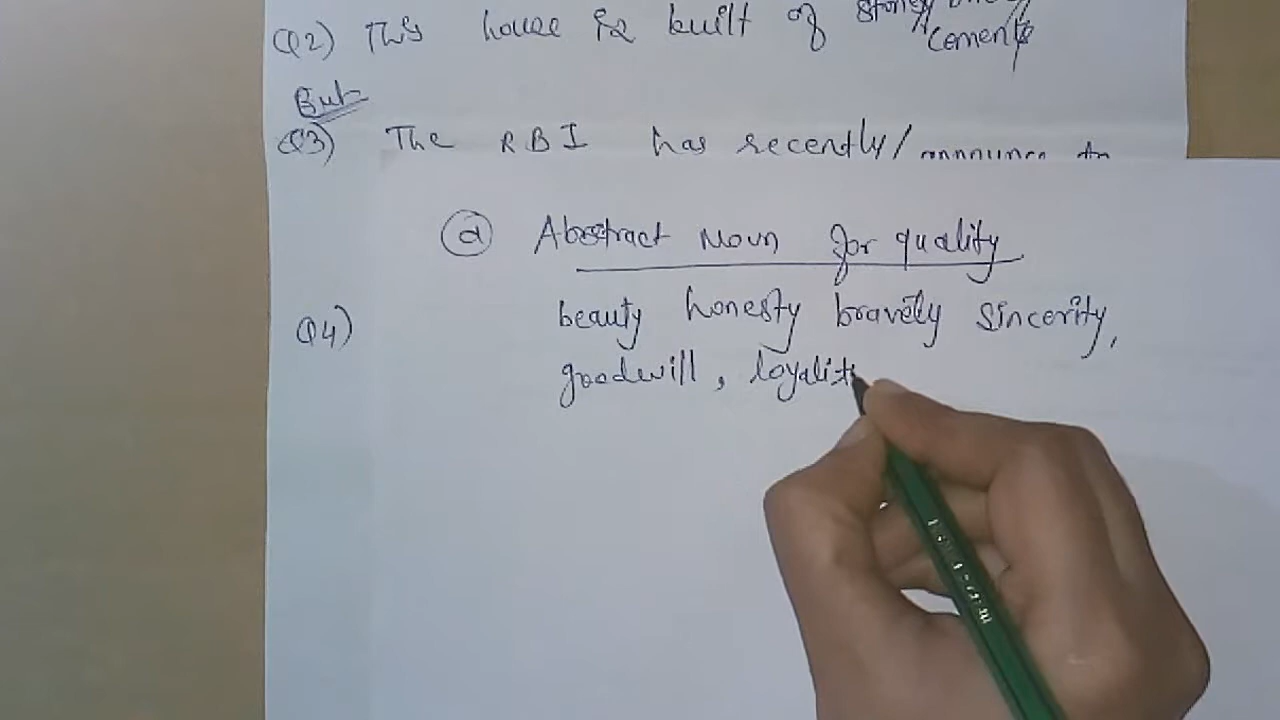 Q2) This house is built of stones/
cement/
But
Q3) The RBI has recently/
(a) Abstract Noun for quality
Q4) beauty honesty bravely sincerity,
goodwill, loyalit